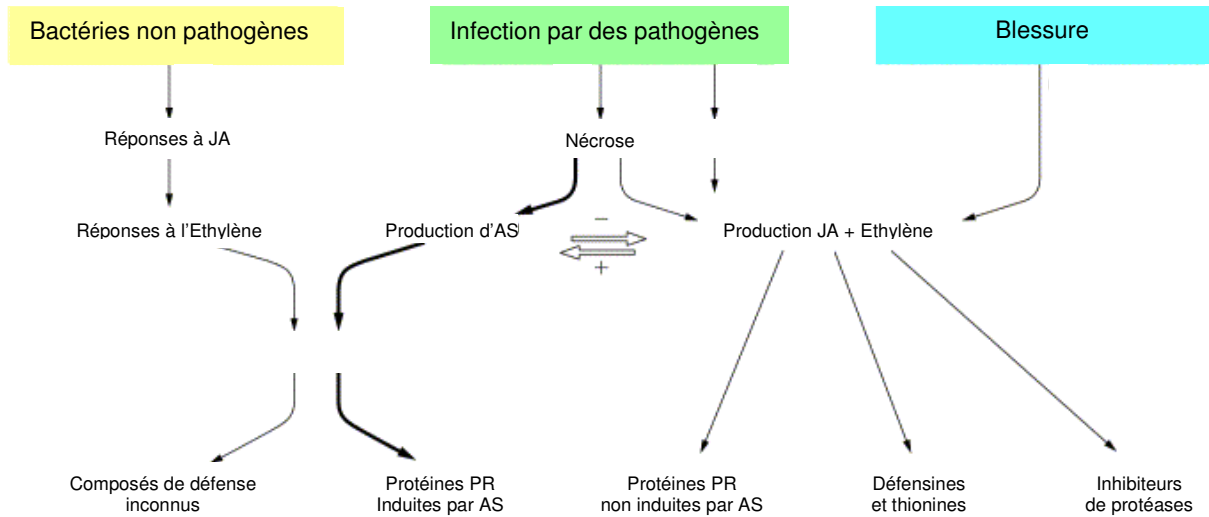 Bactéries non pathogènes
Infection par des pathogènes
Blessure
Réponses à JA
Nécrose
Réponses à l'Ethylène
Production d'AS
−
+
Production JA + Ethylène
Composés de défense
inconnus
Protéines PR
Induites par AS
Protéines PR
non induites par AS
Défensines
et thionines
Inhibiteurs
de protéases